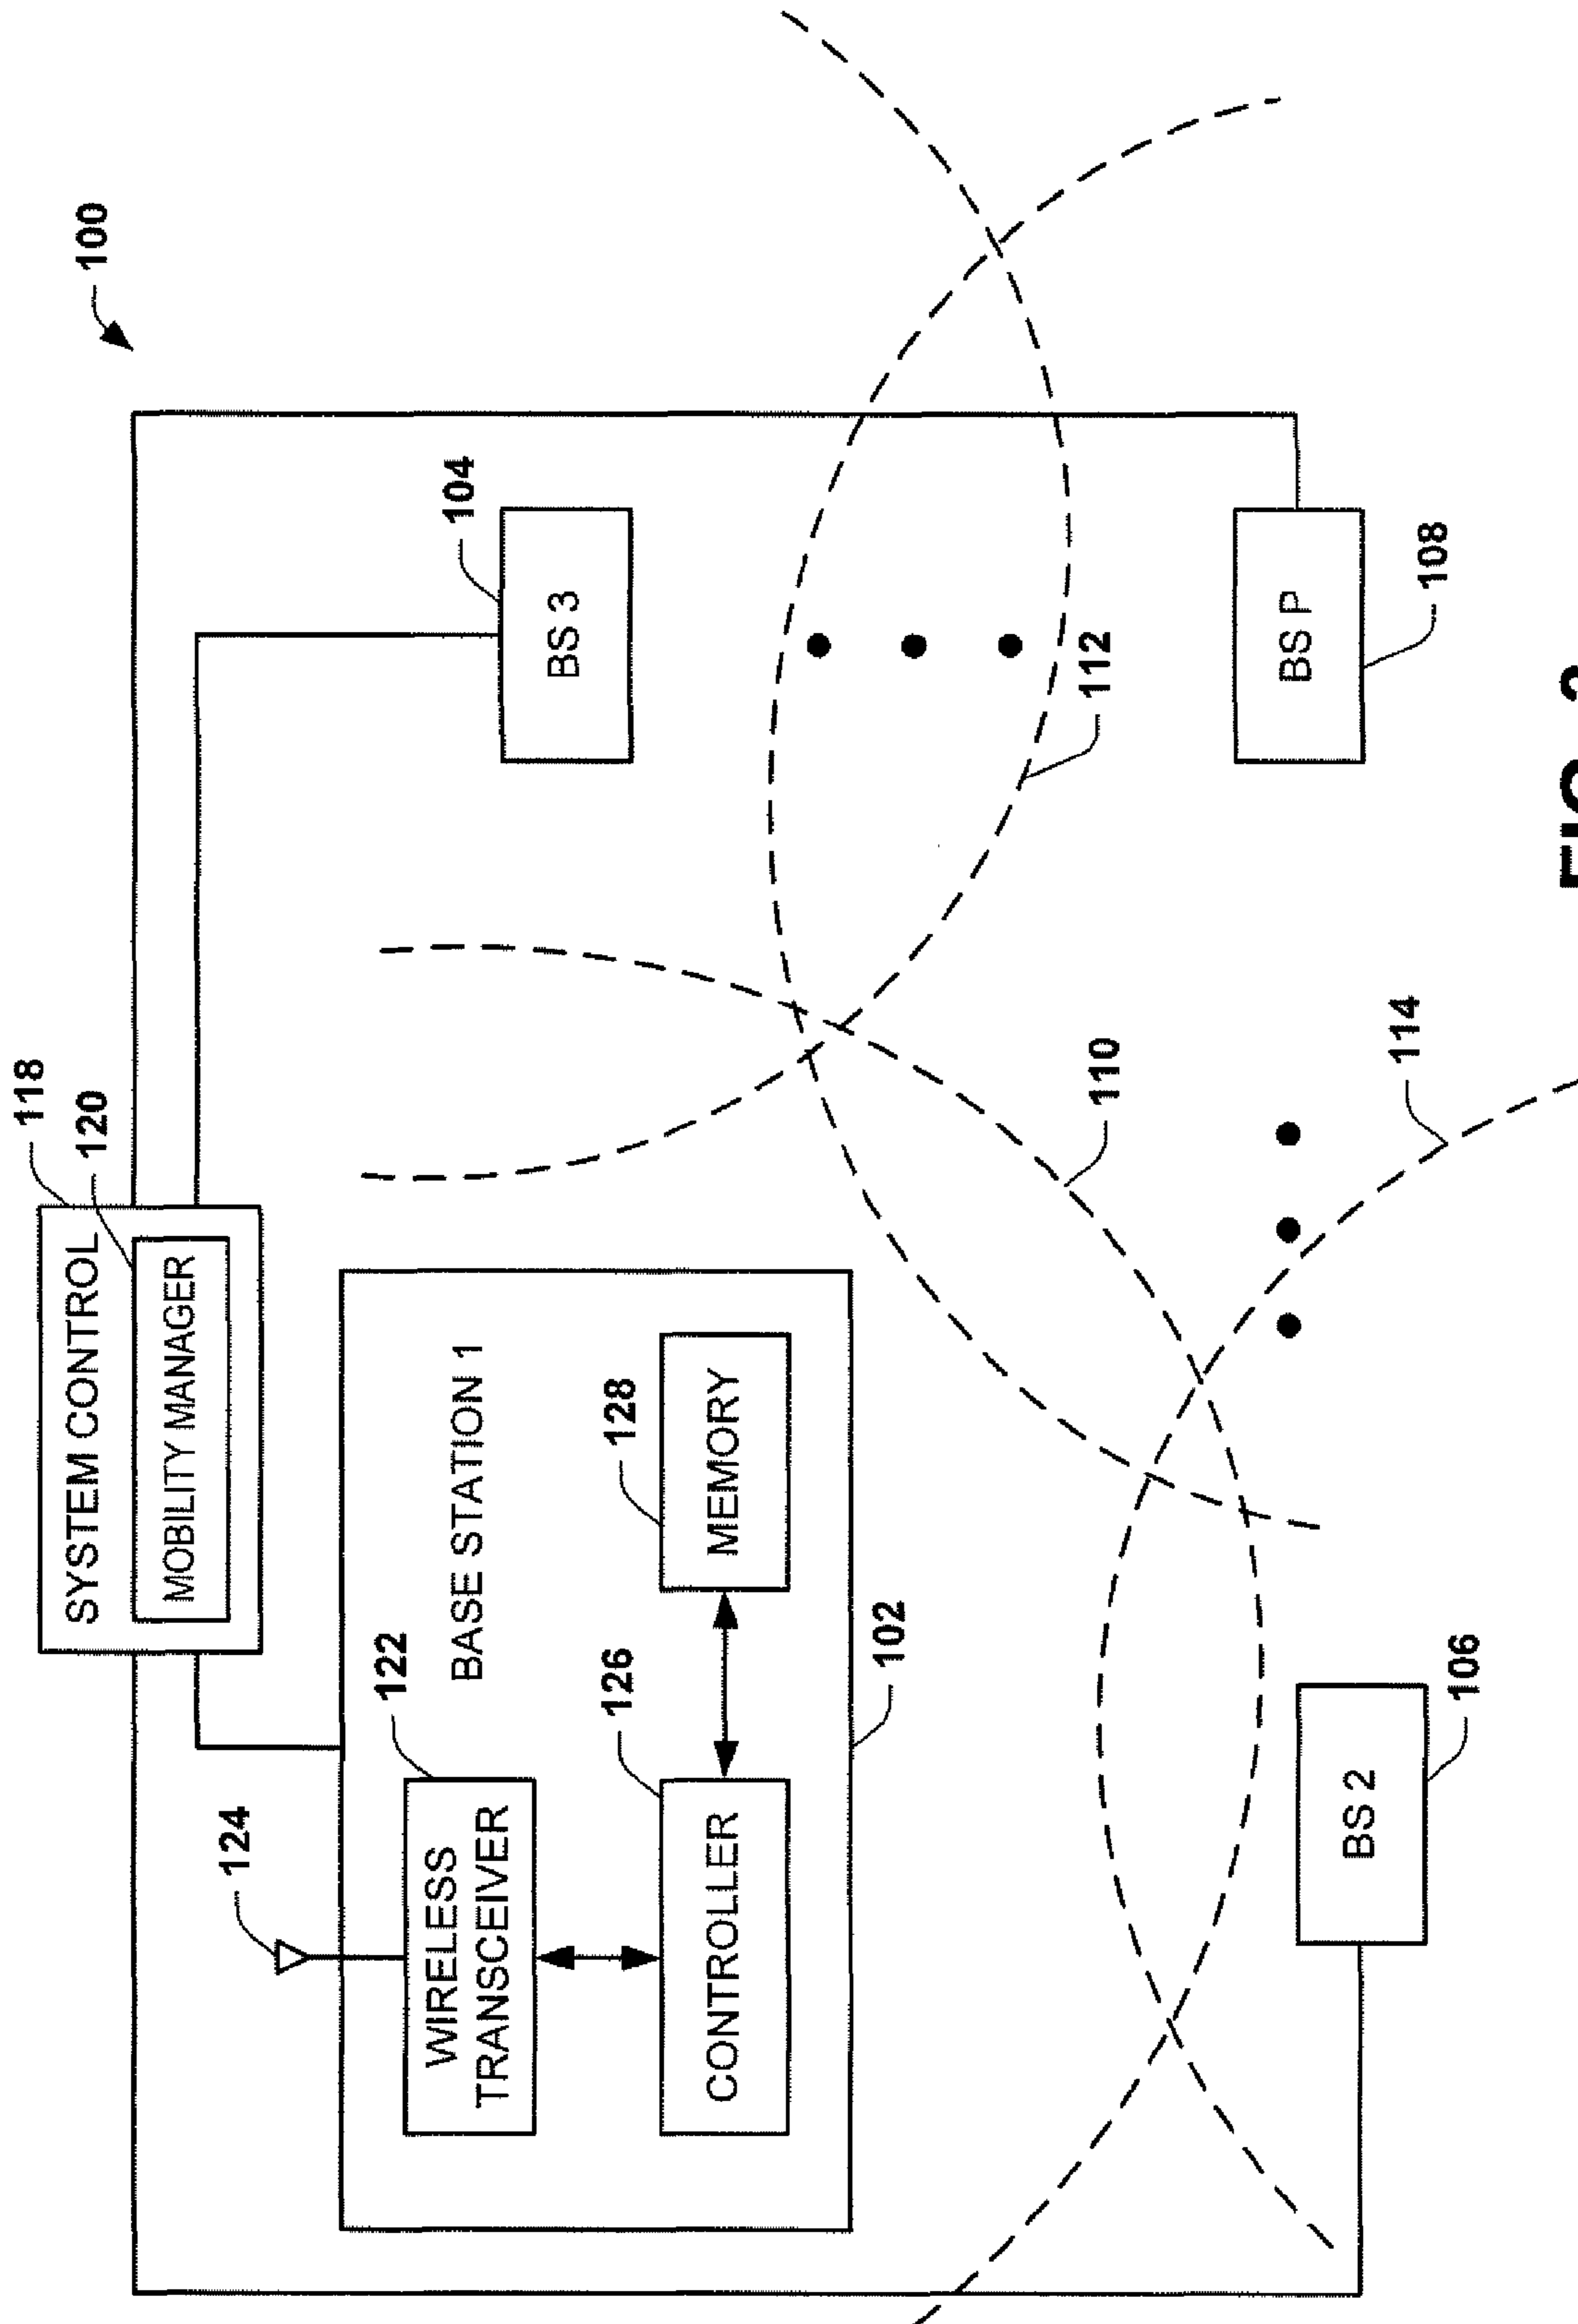 118
SYSTEM CONTROL
120
100
MOBILITY MANAGER
124
122
WIRELESS
TRANSCEIVER
BASE STATION 1
104
BS 3
126
128
CONTROLLER
MEMORY
102
110
112
BS 2
BS P
114
106
108
FIG.